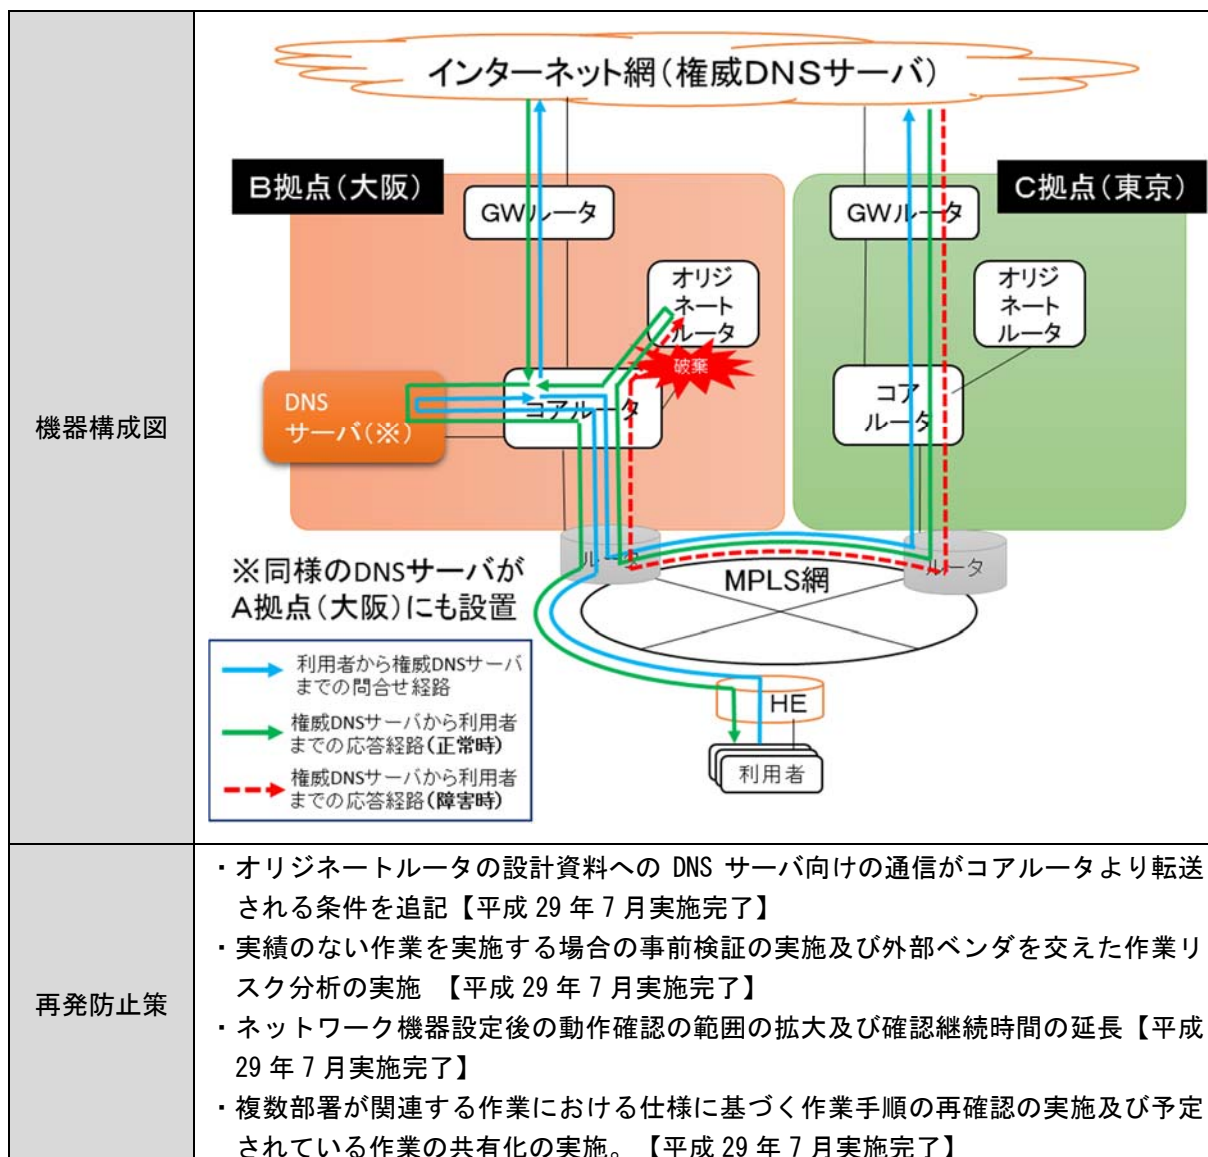 機器構成図
インターネット網(権威DNSサーバ)
B拠点(大阪)
C拠点(東京)
GWルータ
GWルータ
オリジ
ネート
ルータ
オリジ
ネート
ルータ
破棄
DNS
サーバ(※)
コアルータ
コア
ルータ
ルータ
ルータ
MPLS網
※同様のDNSサーバが
A拠点(大阪)にも設置
利用者から権威DNSサーバ
までの問合せ経路
権威DNSサーバから利用者
までの応答経路(正常時)
権威DNSサーバから利用者
までの応答経路(障害時)
HE
利用者
再発防止策
・オリジネートルータの設計資料への DNS サーバ向けの通信がコアルータより転送
される条件を追記【平成 29 年 7 月実施完了】
・実績のない作業を実施する場合の事前検証の実施及び外部ベンダを交えた作業リ
スク分析の実施 【平成 29 年 7 月実施完了】
・ネットワーク機器設定後の動作確認の範囲の拡大及び確認継続時間の延長【平成
29 年 7 月実施完了】
・複数部署が関連する作業における仕様に基づく作業手順の再確認の実施及び予定
されている作業の共有化の実施。【平成 29 年 7 月実施完了】